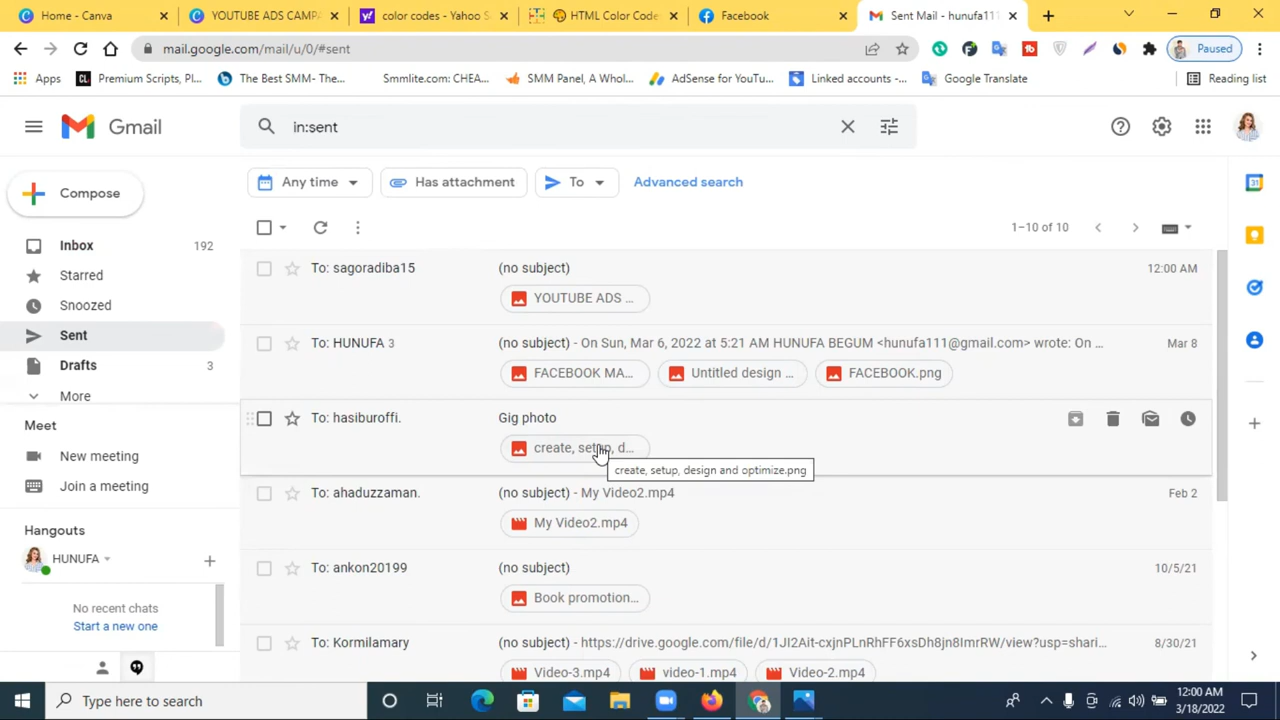 Home - Canva
YOUTUBE ADS CAMPA
color codes - Yahoo S
HTML Color Code
Facebook
Sent Mail - hunufa111
mail.google.com/mail/u/0/#sent
Paused
Apps
Premium Scripts, Pl...
The Best SMM- The...
Smmlite.com: CHEA...
SMM Panel, A Whol...
AdSense for YouTu...
Linked accounts -...
Google Translate
Reading list
Gmail
in:sent
Compose
Any time
Has attachment
To
Advanced search
1–10 of 10
Inbox 192
Starred
Snoozed
Sent
Drafts 3
More
Meet
New meeting
Join a meeting
Hangouts
HUNUFA
No recent chats
Start a new one
To: sagoradiba15 (no subject) 12:00 AM
YOUTUBE ADS ...
To: HUNUFA 3 (no subject) - On Sun, Mar 6, 2022 at 5:21 AM HUNUFA BEGUM <hunufa111@gmail.com> wrote: On ... Mar 8
FACEBOOK MA... Untitled design ... FACEBOOK.png
To: hasiburoffi. Gig photo
create, setup, d...
create, setup, design and optimize.png
To: ahaduzzaman. (no subject) - My Video2.mp4 Feb 2
My Video2.mp4
To: ankon20199 (no subject) 10/5/21
Book promotion...
To: Kormilamary (no subject) - https://drive.google.com/file/d/1JI2Ait-cxjnPLnRhFF6xsDh8jn8ImrRW/view?usp=shari... 8/30/21
Video-3.mp4 video-1.mp4 Video-2.mp4
Type here to search
12:00 AM
3/18/2022